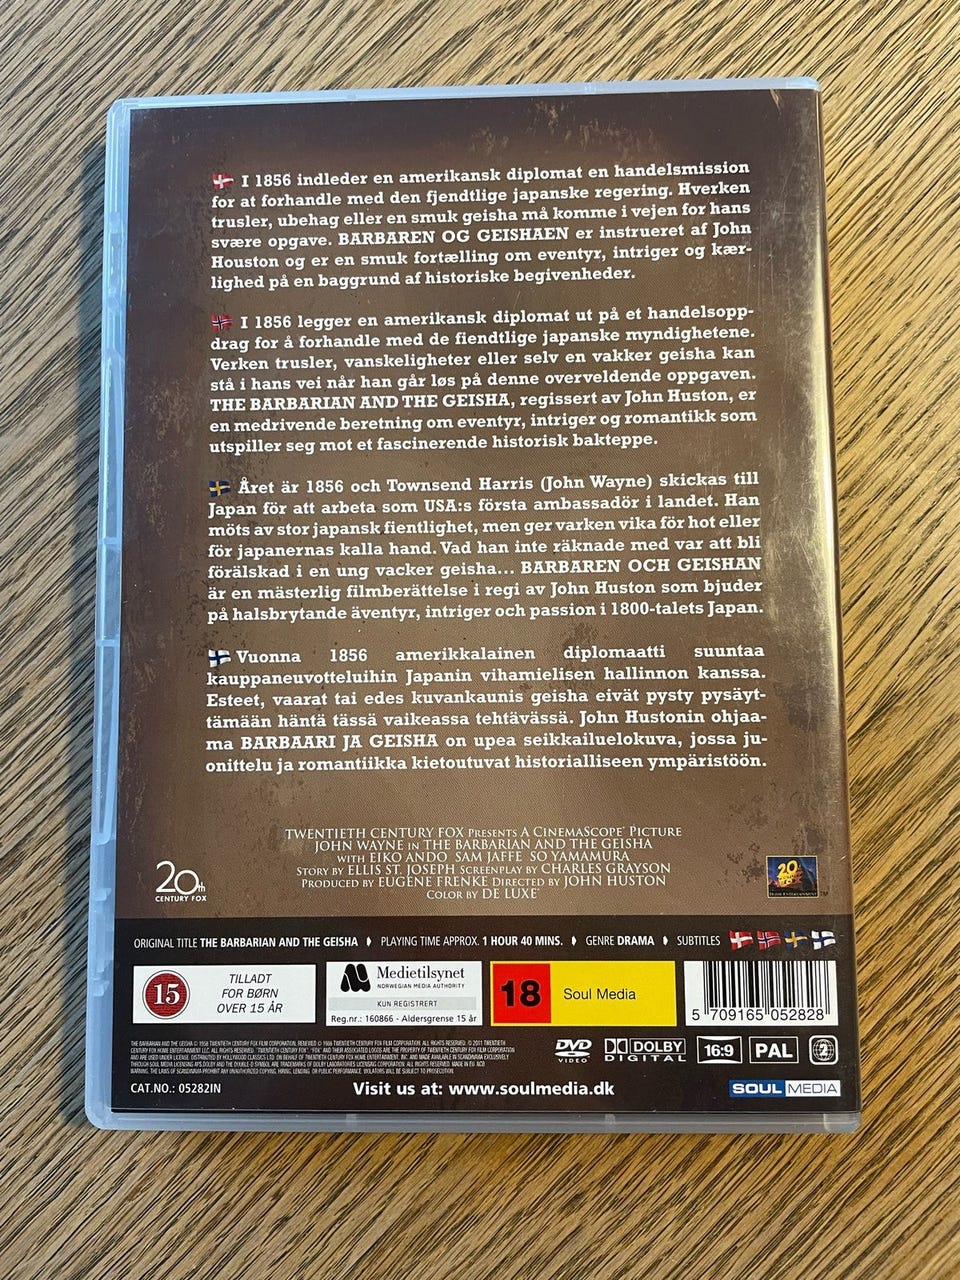 I 1856 indleder en amerikansk diplomat en handelsmission
for at forhandle med den fjendtlige japanske regering. Hverken
trusler, ubehag eller en smuk geisha må komme i vejen for hans
svære opgave. BARBAREN OG GEISHAEN er instrueret af John
Houston og er en smuk fortælling om eventyr, intriger og kær-
lighed på en baggrund af historiske begivenheder.
I 1856 legger en amerikansk diplomat ut på et handelsopp-
drag for å forhandle med de fiendtlige japanske myndighetene.
Verken trusler, vanskeligheter eller selv en vakker geisha kan
stå i hans vei når han går løs på denne overveldende oppgaven.
THE BARBARIAN AND THE GEISHA, regissert av John Huston, er
en medrivende beretning om eventyr, intriger og romantikk som
utspiller seg mot et fascinerende historisk bakteppe.
Året är 1856 och Townsend Harris (John Wayne) skickas till
Japan för att arbeta som USA:s första ambassadör i landet. Han
möts av stor japansk fientlighet, men ger varken vika för hot eller
för japanernas kalla hand. Vad han inte räknade med var att bli
förälskad i en ung vacker geisha... BARBAREN OCH GEISHAN
är en mästerlig filmberättelse i regi av John Huston som bjuder
på halsbrytande äventyr, intriger och passion i 1800-talets Japan.
Vuonna 1856 amerikkalainen diplomaatti suuntaa
kauppaneuvotteluihin Japanin vihamielisen hallinnon kanssa.
Esteet, vaarat tai edes kuvankaunis geisha eivät pysty pysäyt-
tämään häntä tässä vaikeassa tehtävässä. John Hustonin ohjaa-
ma BARBAARI JA GEISHA on upea seikkailuelokuva, jossa ju-
onittelu ja romantiikka kietoutuvat historialliseen ympäristöön.
TWENTIETH CENTURY FOX PRESENTS A CINEMASCOPE PICTURE
JOHN WAYNE IN THE BARBARIAN AND THE GEISHA
WITH EIKO ANDO SAM JAFFE SO YAMAMURA
STORY BY ELLIS ST. JOSEPH SCREENPLAY BY CHARLES GRAYSON
PRODUCED BY EUGENE FRENKE DIRECTED BY JOHN HUSTON
COLOR BY DE LUXE
20th
CENTURY FOX
ORIGINAL TITLE THE BARBARIAN AND THE GEISHA PLAYING TIME APPROX. 1 HOUR 40 MINS. GENRE DRAMA SUBTITLES
15
TILLADT
FOR BØRN
OVER 15 ÅR
Medietilsynet
NORWEGIAN MEDIA AUTHORITY
KUN REGISTRERT
Reg.nr.: 160866 - Aldersgrense 15 år
18 Soul Media
5 709165 052828
DVD VIDEO
DOLBY DIGITAL
16:9
PAL
2
CAT.NO.: 05282IN
Visit us at: www.soulmedia.dk
SOUL MEDIA